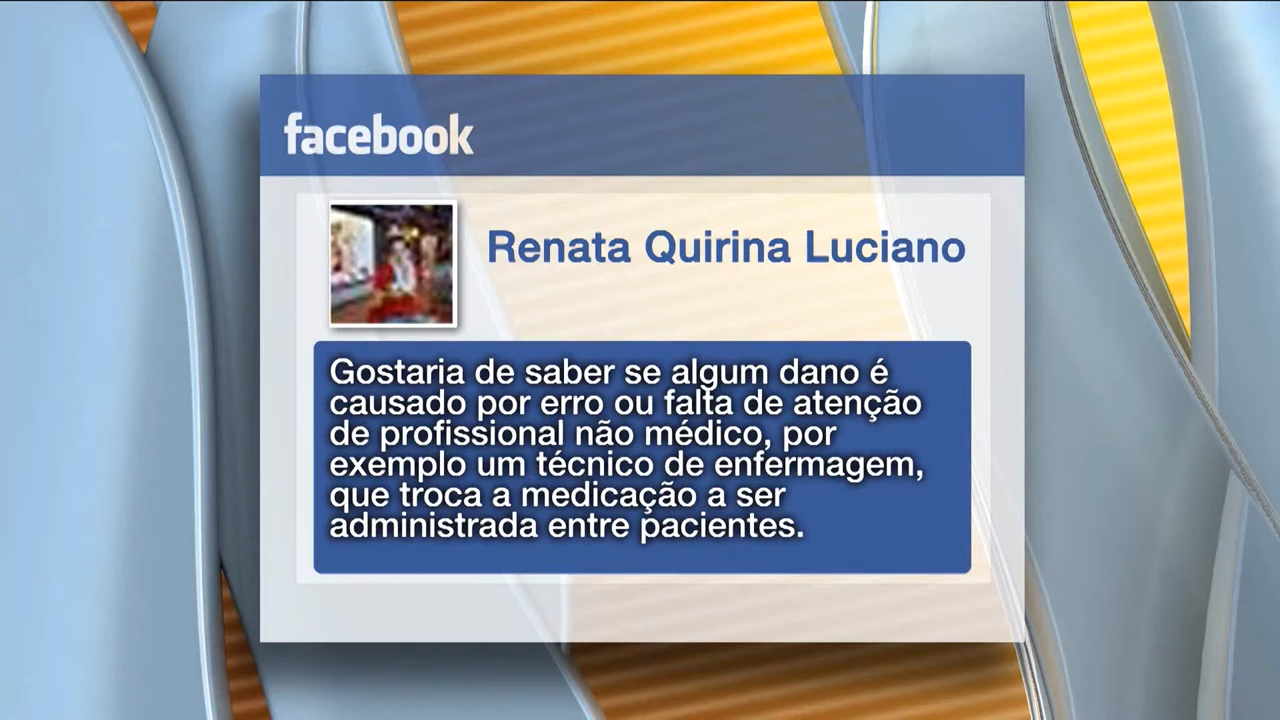 facebook
Renata Quirina Luciano
Gostaria de saber se algum dano é
causado por erro ou falta de atenção
de profissional não médico, por
exemplo um técnico de enfermagem,
que troca a medicação a ser
administrada entre pacientes.